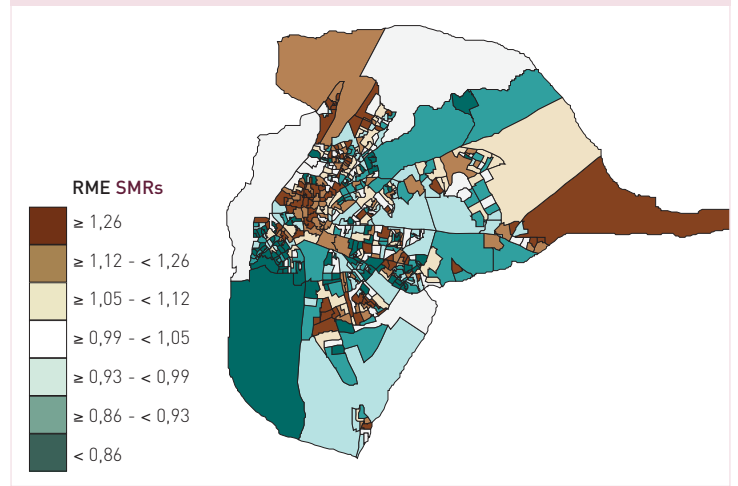 RME SMRs
≥ 1,26
≥ 1,12 - < 1,26
≥ 1,05 - < 1,12
≥ 0,99 - < 1,05
≥ 0,93 - < 0,99
≥ 0,86 - < 0,93
< 0,86